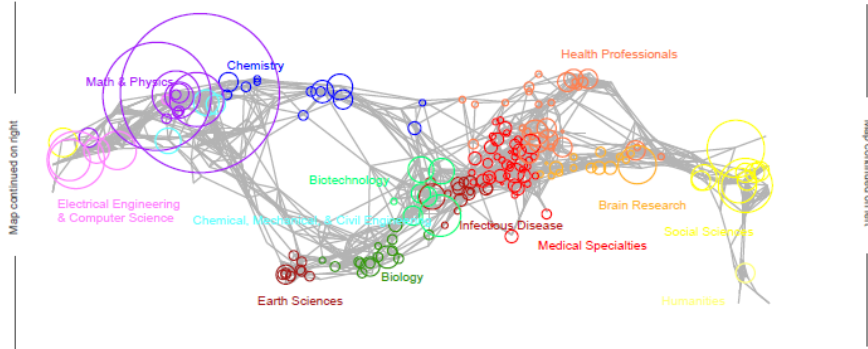 Health Professionals
Chemistry
Math & Physics
Map continued on right
Biotechnology
Electrical Engineering
& Computer Science
Chemical, Mechanical, & Civil Engineering
Infectious Disease
Brain Research
Social Sciences
Medical Specialties
Biology
Earth Sciences
Humanities